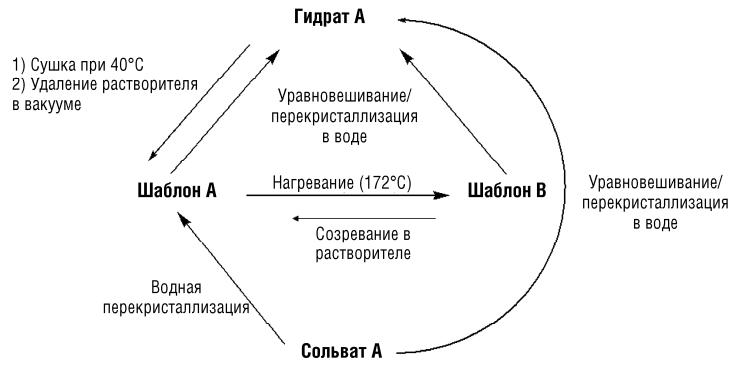 Гидрат А
1) Сушка при 40°C
2) Удаление растворителя
в вакууме
Уравновешивание/
перекристаллизация
в воде
Шаблон А
Нагревание (172°C)
Шаблон В
Уравновешивание/
перекристаллизация
в воде
Созревание в
растворителе
Водная
перекристаллизация
Сольват А